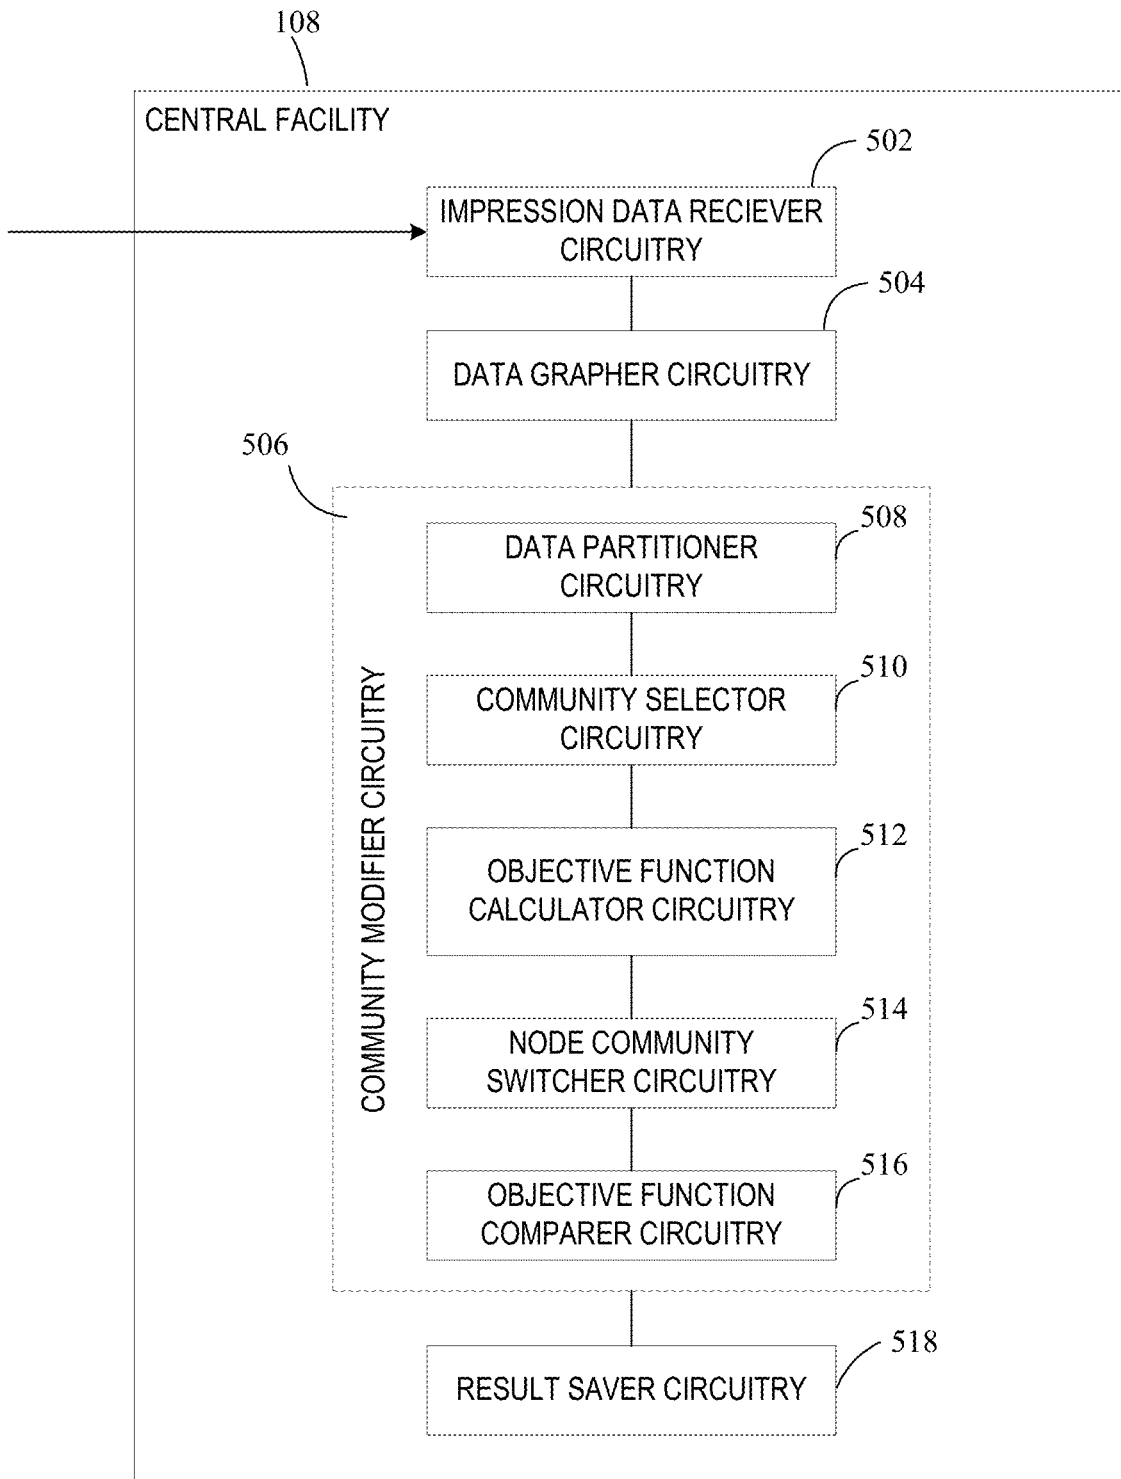 108
CENTRAL FACILITY
502
IMPRESSION DATA RECIEVER
CIRCUITRY
504
DATA GRAPHER CIRCUITRY
506
COMMUNITY MODIFIER CIRCUITRY
508
DATA PARTITIONER
CIRCUITRY
510
COMMUNITY SELECTOR
CIRCUITRY
512
OBJECTIVE FUNCTION
CALCULATOR CIRCUITRY
514
NODE COMMUNITY
SWITCHER CIRCUITRY
516
OBJECTIVE FUNCTION
COMPARER CIRCUITRY
518
RESULT SAVER CIRCUITRY